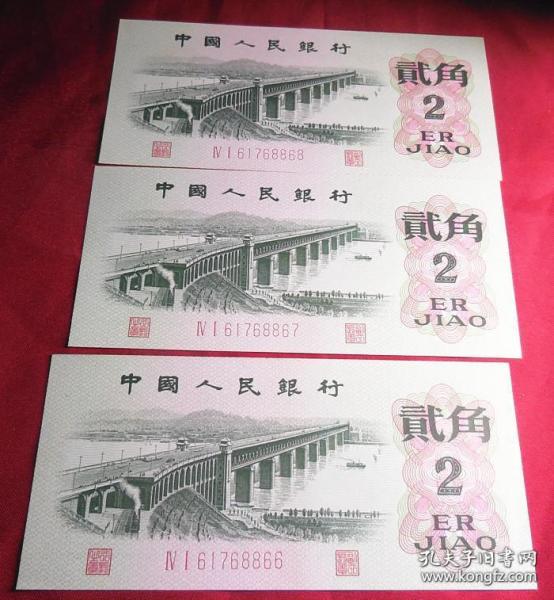 中國人民銀行
貳角
2
ER
JIAO
Ⅳ Ⅰ 61768868
中國人民銀行
貳角
2
ER
JIAO
Ⅳ Ⅰ 61768867
中國人民銀行
貳角
2
ER
JIAO
Ⅳ Ⅰ 61768866
孔夫子旧书网
www.kongfz.com